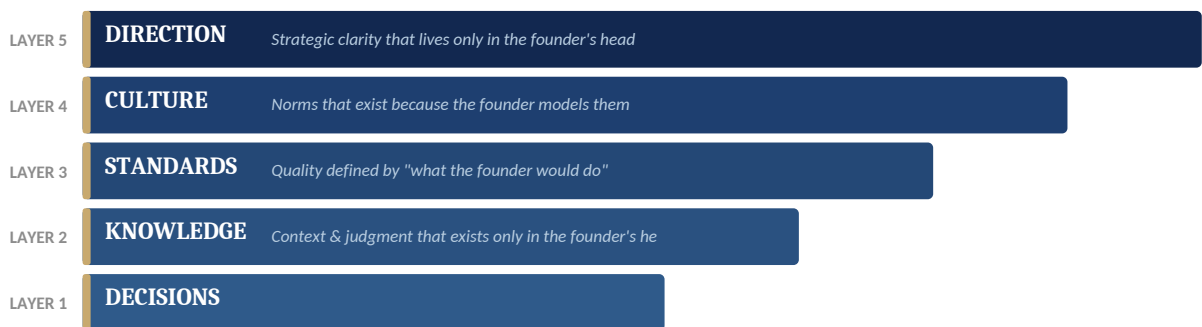 LAYER 5 DIRECTION Strategic clarity that lives only in the founder's head
LAYER 4 CULTURE Norms that exist because the founder models them
LAYER 3 STANDARDS Quality defined by "what the founder would do"
LAYER 2 KNOWLEDGE Context & judgment that exists only in the founder's he
LAYER 1 DECISIONS